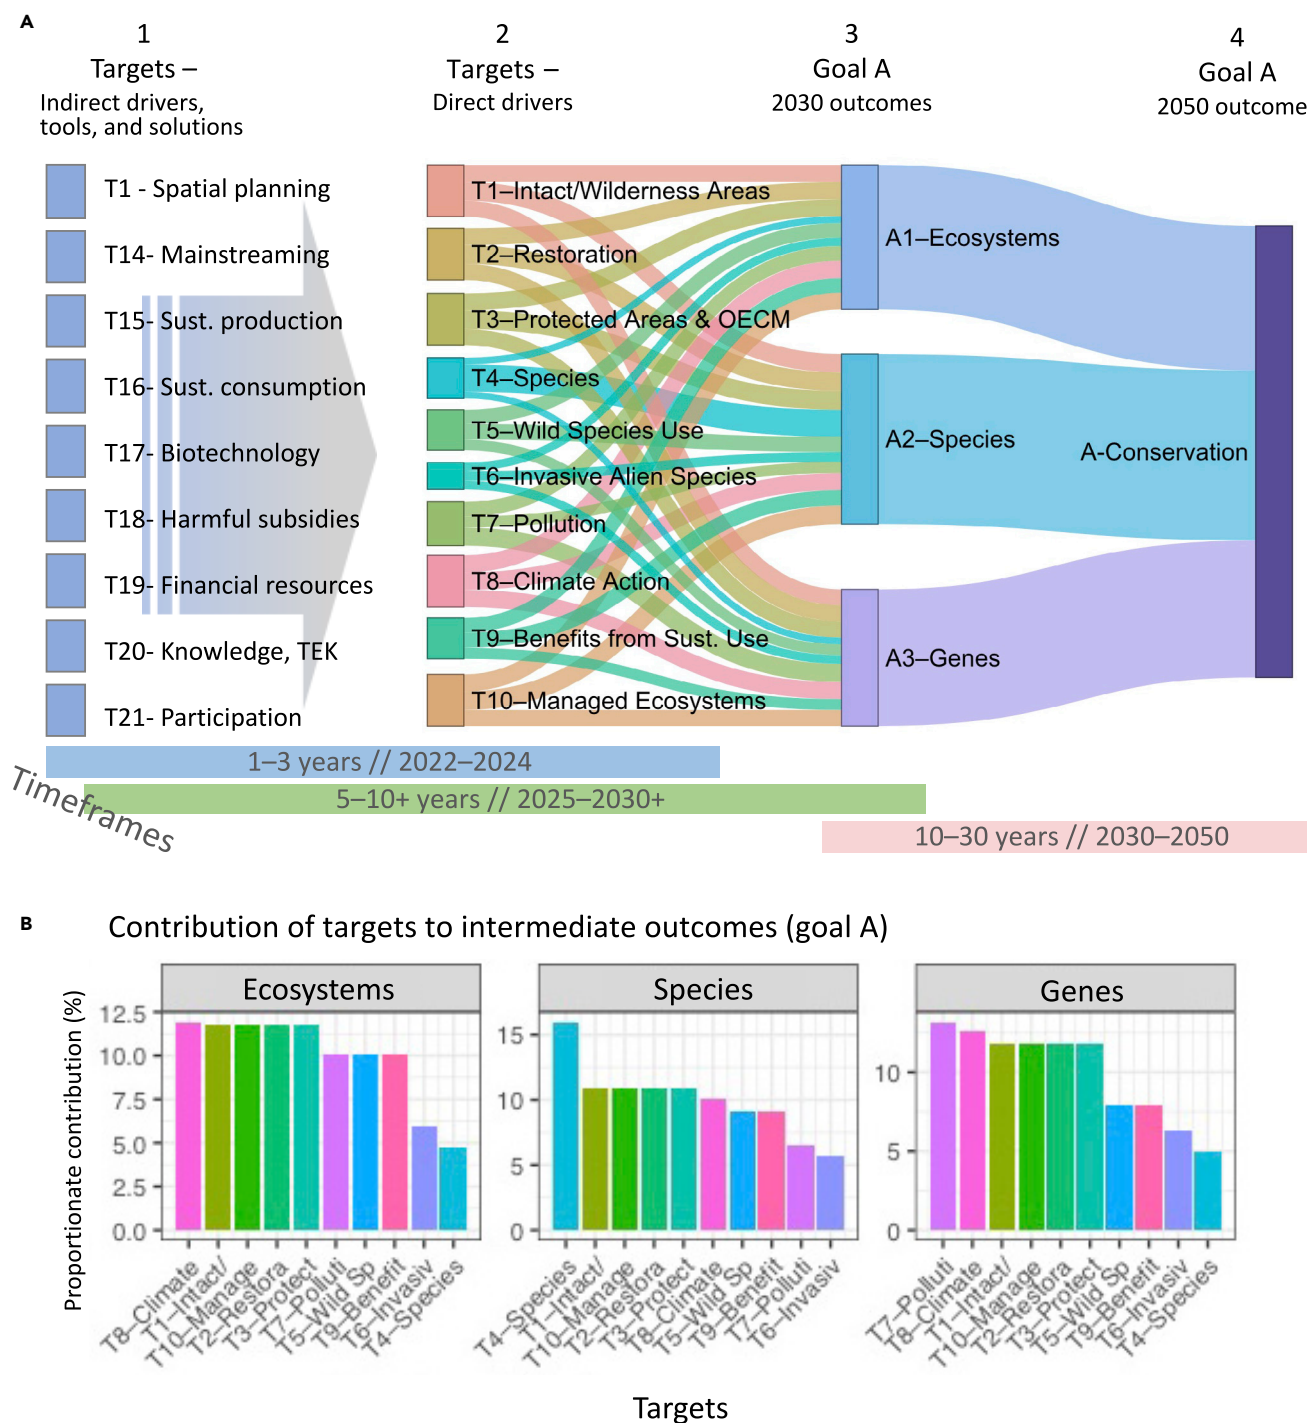 A
1
Targets –
Indirect drivers,
tools, and solutions
2
Targets –
Direct drivers
3
Goal A
2030 outcomes
4
Goal A
2050 outcome
T1 - Spatial planning
T14- Mainstreaming
T15- Sust. production
T16- Sust. consumption
T17- Biotechnology
T18- Harmful subsidies
T19- Financial resources
T20- Knowledge, TEK
T21- Participation
T1–Intact/Wilderness Areas
T2–Restoration
T3–Protected Areas & OECM
T4–Species
T5–Wild Species Use
T6–Invasive Alien Species
T7–Pollution
T8–Climate Action
T9–Benefits from Sust. Use
T10–Managed Ecosystems
A1–Ecosystems
A2–Species
A3–Genes
A-Conservation
Timeframes
1–3 years // 2022–2024
5–10+ years // 2025–2030+
10–30 years // 2030–2050
B
Contribution of targets to intermediate outcomes (goal A)
Proportionate contribution (%)
Ecosystems
12.5
10.0
7.5
5.0
2.5
0.0
T8–Climate
T1–Intact/
T10–Manage
T2–Restora
T3–Protect
T7–Polluti
T5–Wild Sp
T9–Benefit
T6–Invasiv
T4–Species
Species
15
10
5
0
T4–Species
T1–Intact/
T10–Manage
T2–Restora
T3–Protect
T8–Climate
T5–Wild Sp
T9–Benefit
T7–Polluti
T6–Invasiv
Genes
10
5
0
T7–Polluti
T8–Climate
T1–Intact/
T10–Manage
T2–Restora
T3–Protect
T5–Wild Sp
T9–Benefit
T6–Invasiv
T4–Species
Targets